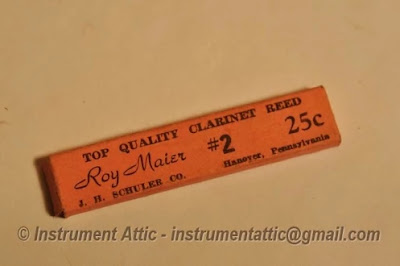 TOP QUALITY CLARINET REED
Roy Maier #2 25c
J. H. SCHULER CO. Hanover, Pennsylvania
© Instrument Attic - instrumentattic@gmail.com